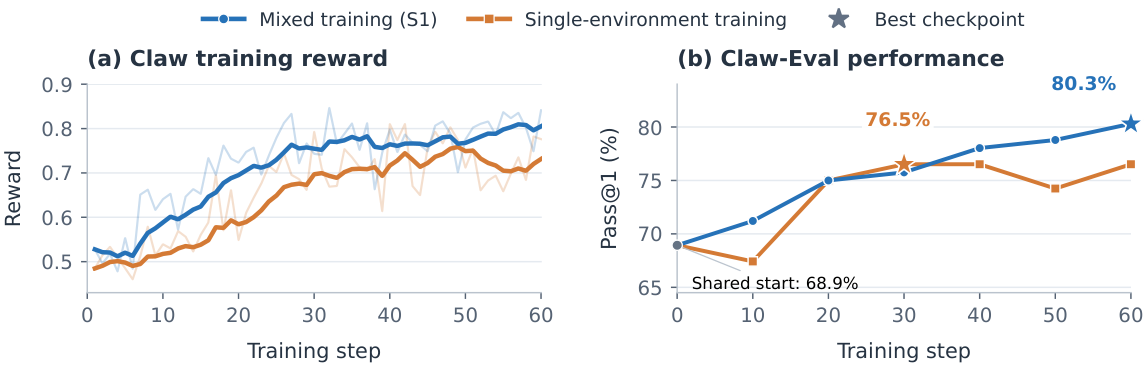 Mixed training (S1) Single-environment training Best checkpoint
(a) Claw training reward
0.9
0.8
0.7
0.6
0.5
Reward
0 10 20 30 40 50 60
Training step
(b) Claw-Eval performance
80.3%
76.5%
80
75
70
65
Pass@1 (%)
Shared start: 68.9%
0 10 20 30 40 50 60
Training step